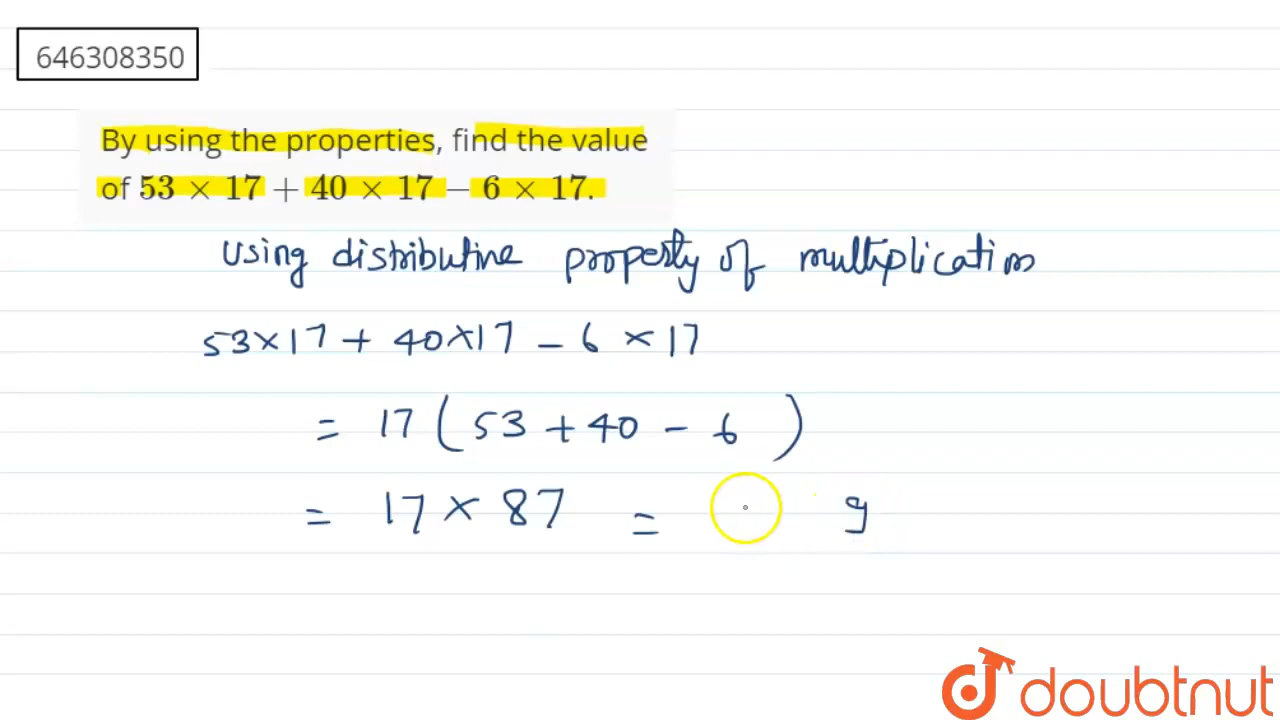 646308350
By using the properties, find the value
of 53 × 17 + 40 × 17 − 6 × 17.
Using distributive property of multiplication
53×17 + 40×17 − 6 × 17
= 17 ( 53 + 40 − 6 )
= 17 × 87 = 9
doubtnut